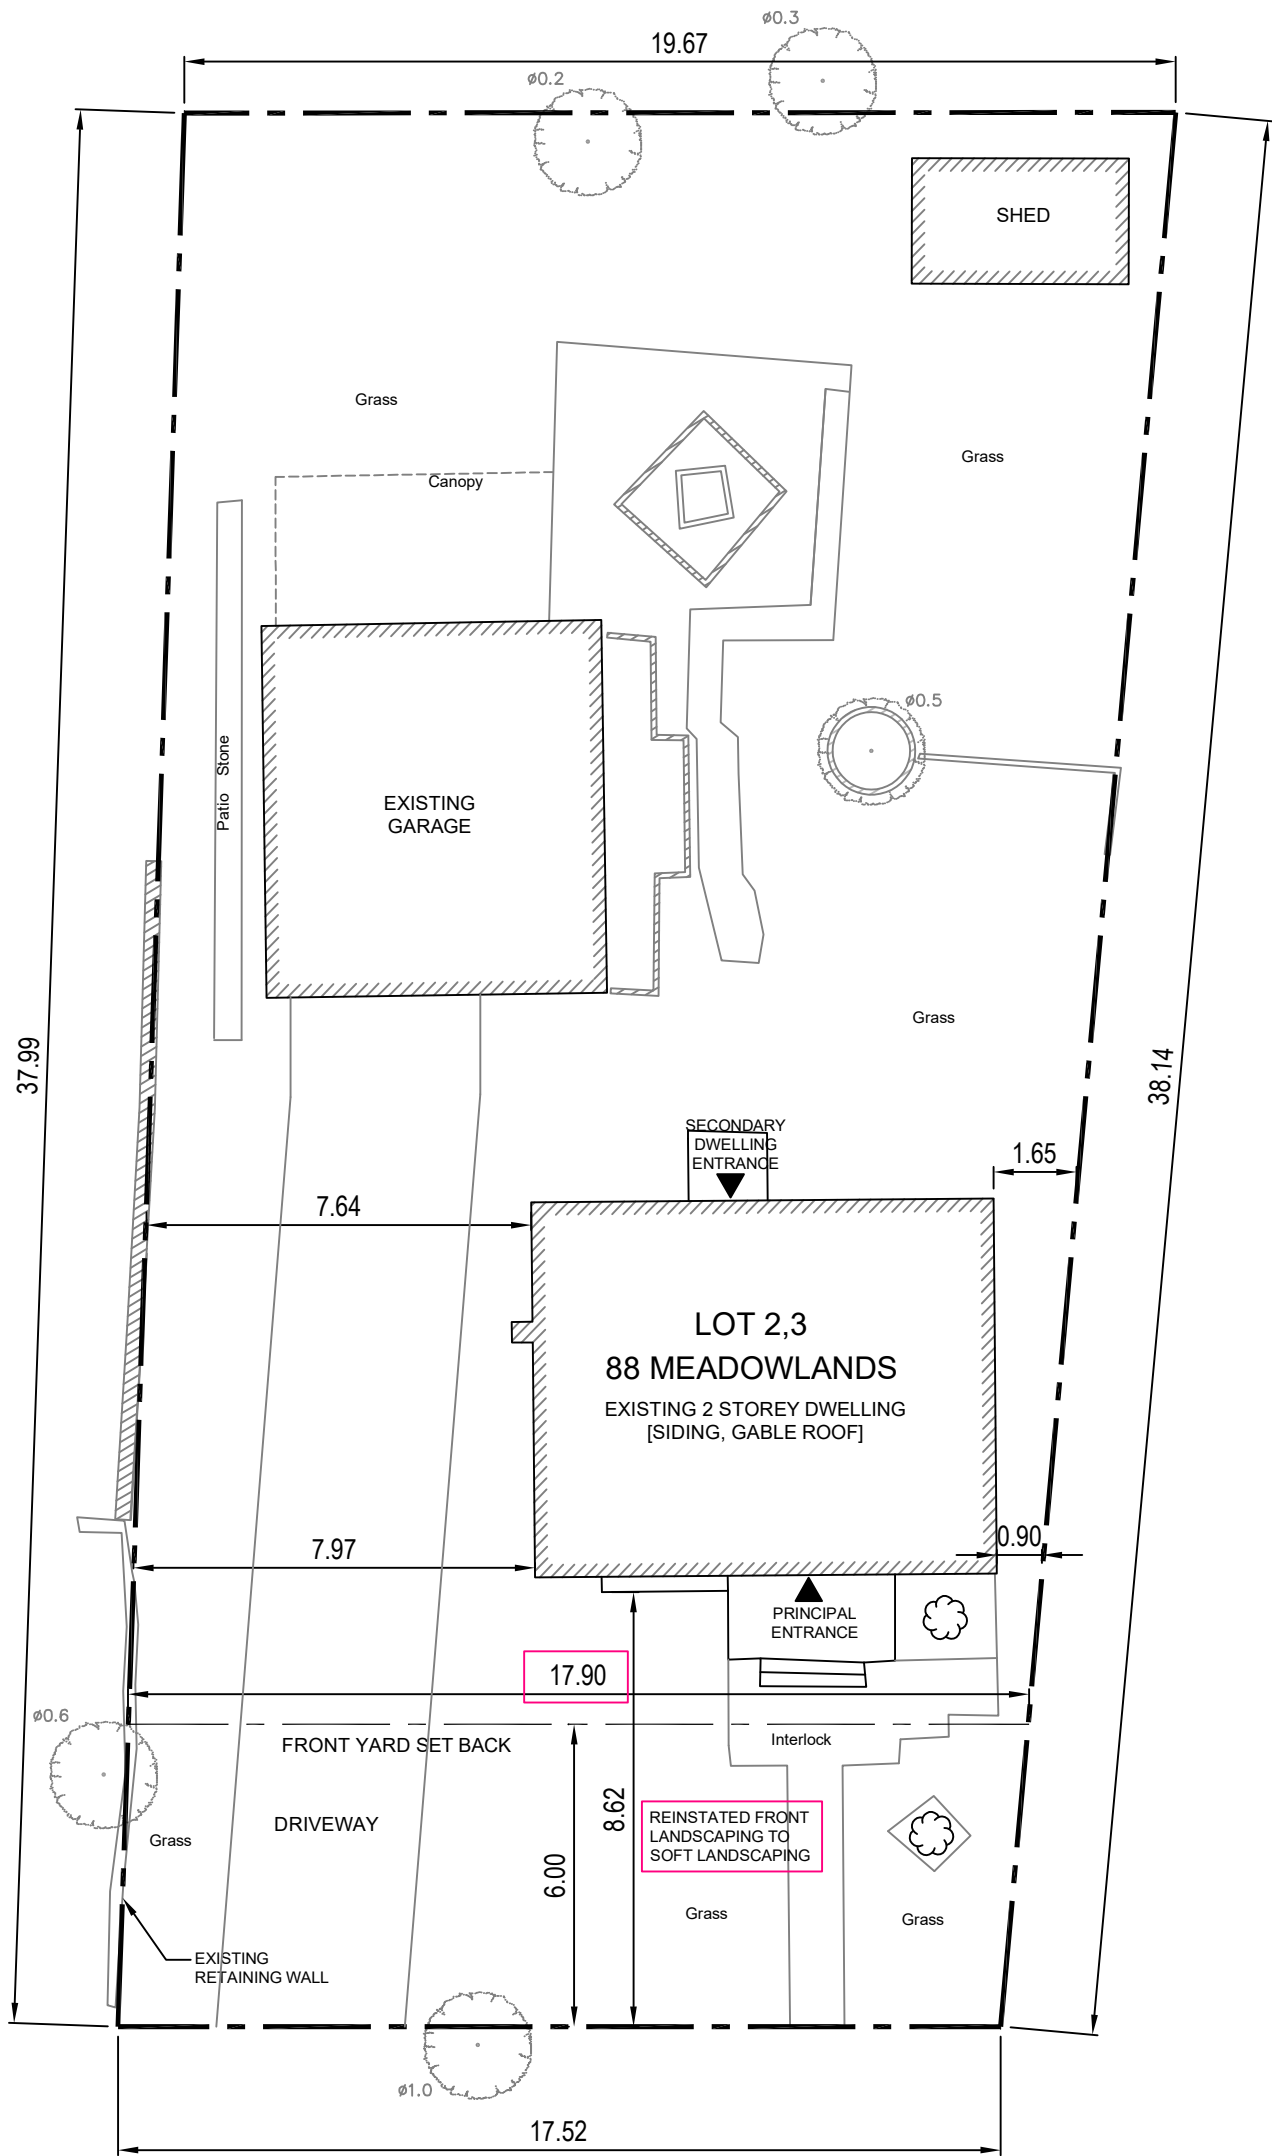 ø0.3
19.67
ø0.2
SHED
Grass
Grass
Canopy
ø0.5
Patio Stone
EXISTING
GARAGE
Grass
37.99
38.14
SECONDARY
DWELLING
ENTRANCE
1.65
7.64
LOT 2,3
88 MEADOWLANDS
EXISTING 2 STOREY DWELLING
[SIDING, GABLE ROOF]
0.90
7.97
PRINCIPAL
ENTRANCE
17.90
ø0.6
FRONT YARD SET BACK
Interlock
8.62
REINSTATED FRONT
LANDSCAPING TO
SOFT LANDSCAPING
DRIVEWAY
Grass
6.00
Grass
Grass
EXISTING
RETAINING WALL
ø1.0
17.52